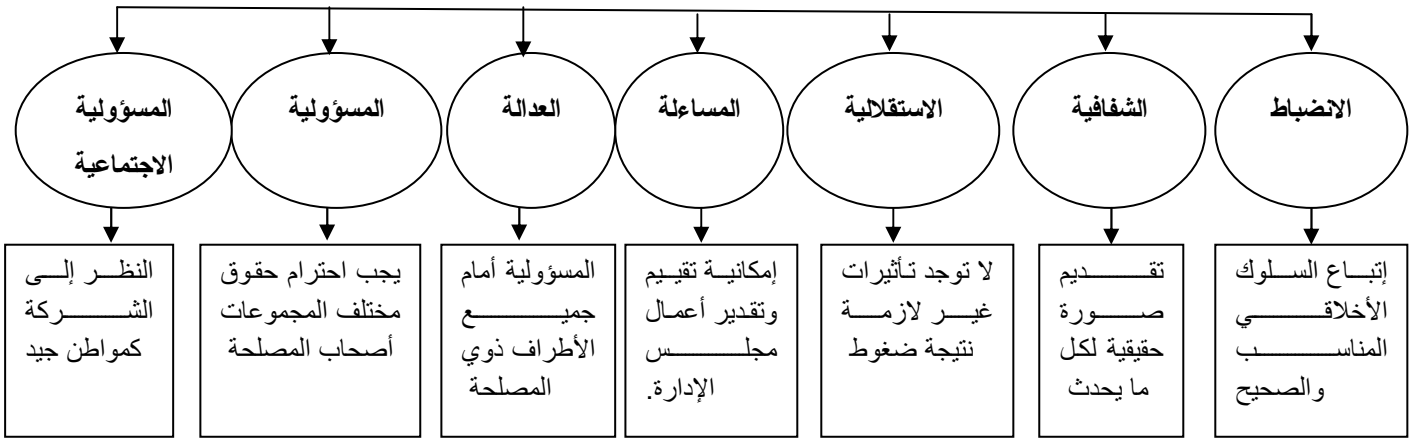 الانضباط
الشفافية
الاستقلالية
المساءلة
العدالة
المسؤولية
المسؤولية
الاجتماعية
إتباع السلوك
الأخلاقي
المناسب
والصحيح
تقديم
صورة
حقيقية لكل
ما يحدث
لا توجد تأثيرات
غير لازمة
نتيجة ضغوط
إمكانية تقييم
وتقدير أعمال
مجلس
الإدارة.
المسؤولية أمام
جميع
الأطراف ذوي
المصلحة
يجب احترام حقوق
مختلف المجموعات
أصحاب المصلحة
النظر إلى
الشركة
كمواطن جيد